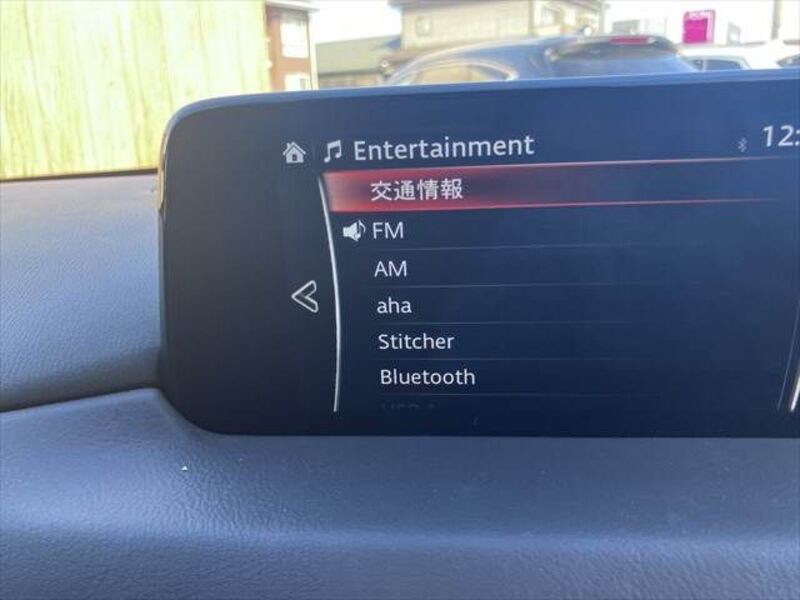 Entertainment
12:
交通情報
FM
AM
aha
Stitcher
Bluetooth